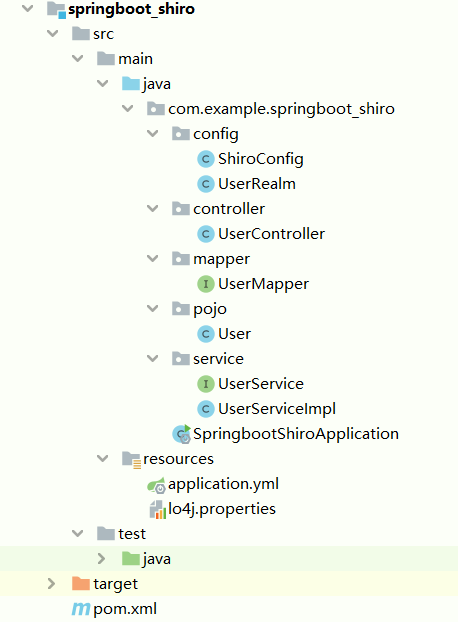 springboot_shiro
src
main
java
com.example.springboot_shiro
config
ShiroConfig
UserRealm
controller
UserController
mapper
UserMapper
pojo
User
service
UserService
UserServiceImpl
SpringbootShiroApplication
resources
application.yml
lo4j.properties
test
java
target
pom.xml